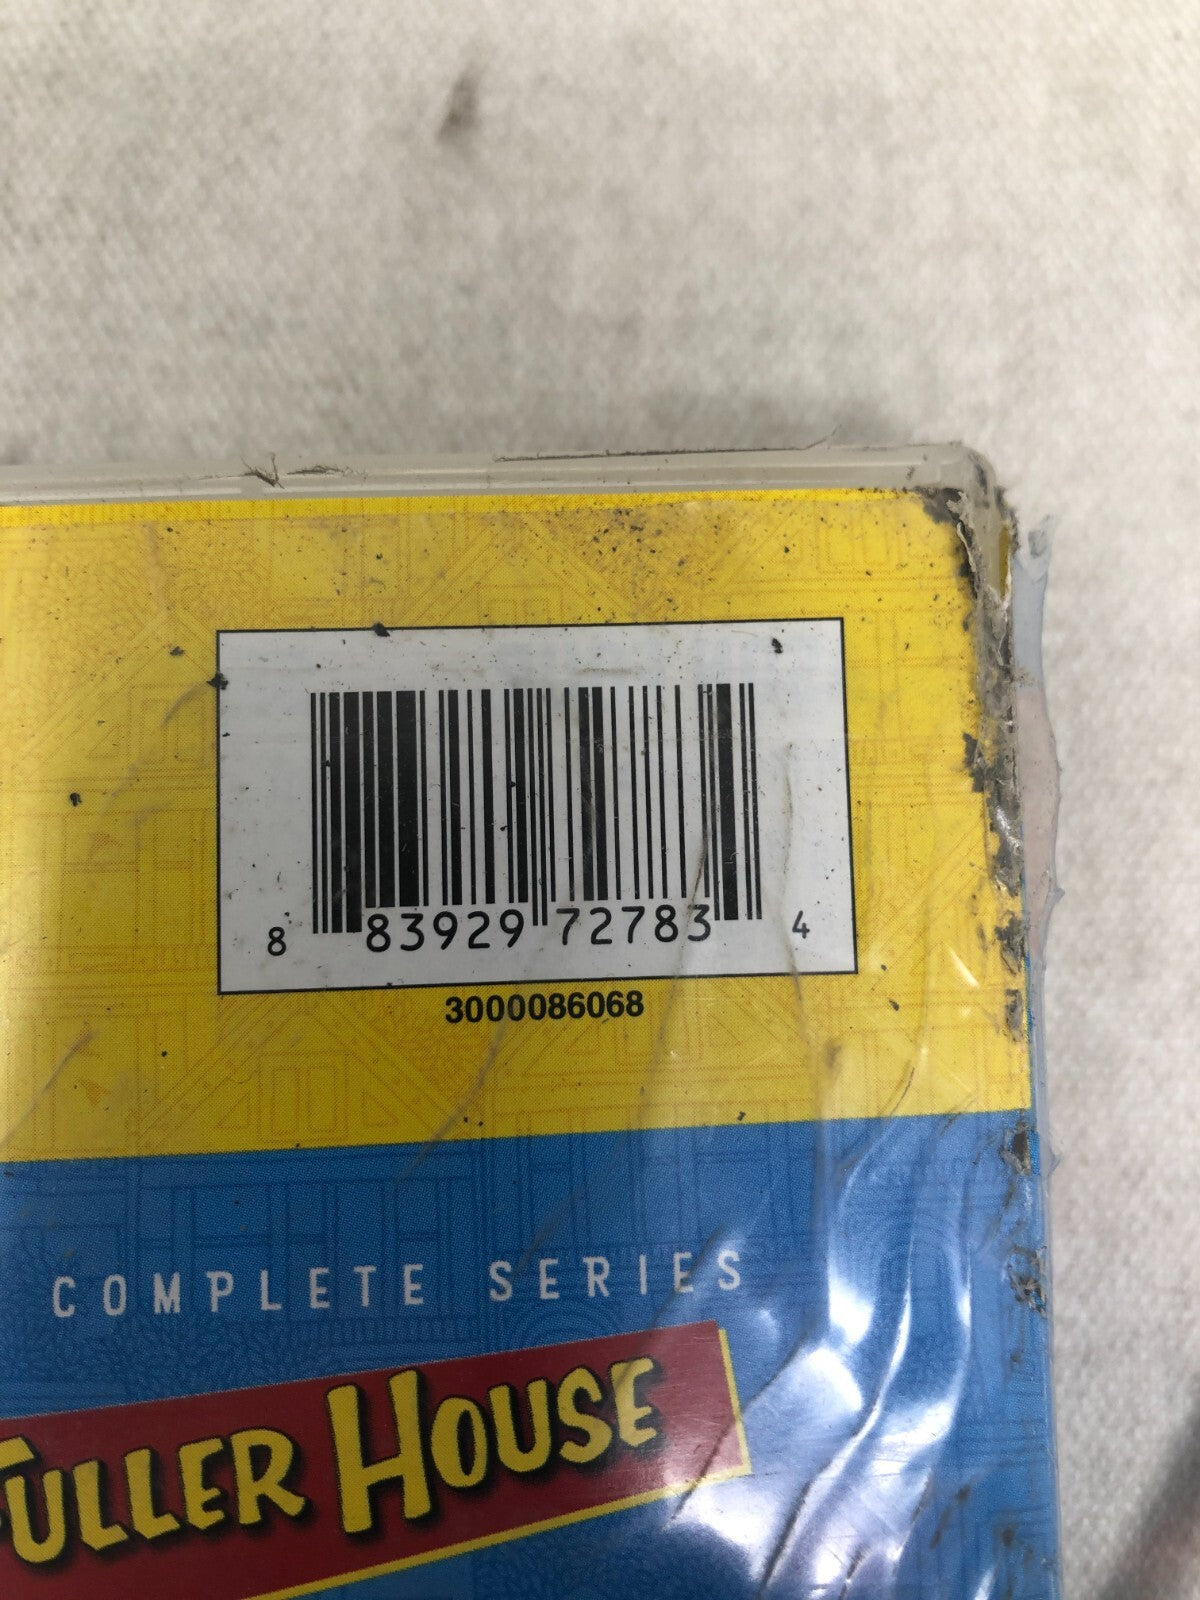 8 83929 72783 4
3000086068
COMPLETE SERIES
FULLER HOUSE